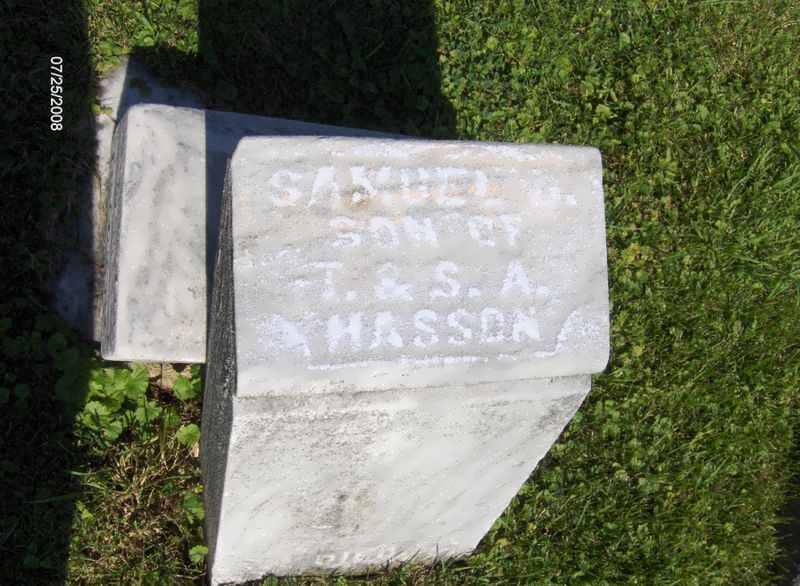 07/25/2008
SAMUEL
SON OF
T. & S. A.
HASSON